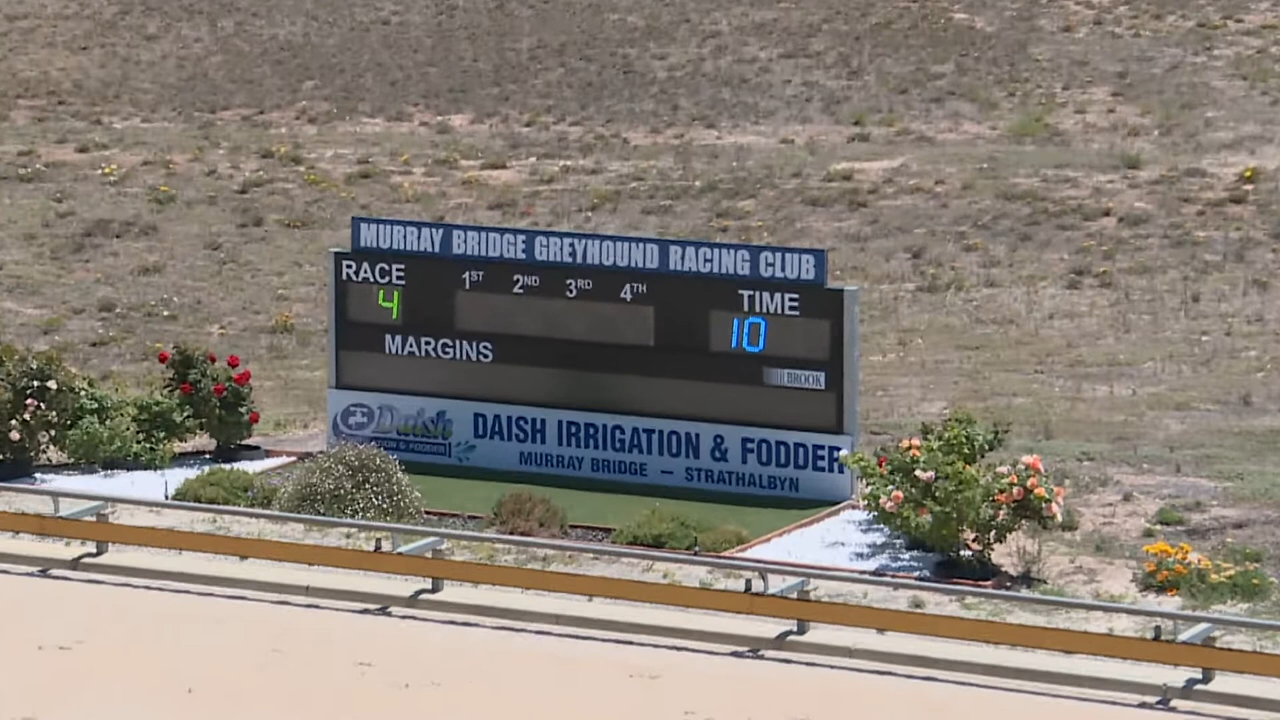 MURRAY BRIDGE GREYHOUND RACING CLUB
RACE 1ST 2ND 3RD 4TH TIME
4 10
MARGINS
BROOK
Daish
& FODDER
DAISH IRRIGATION & FODDER
MURRAY BRIDGE — STRATHALBYN